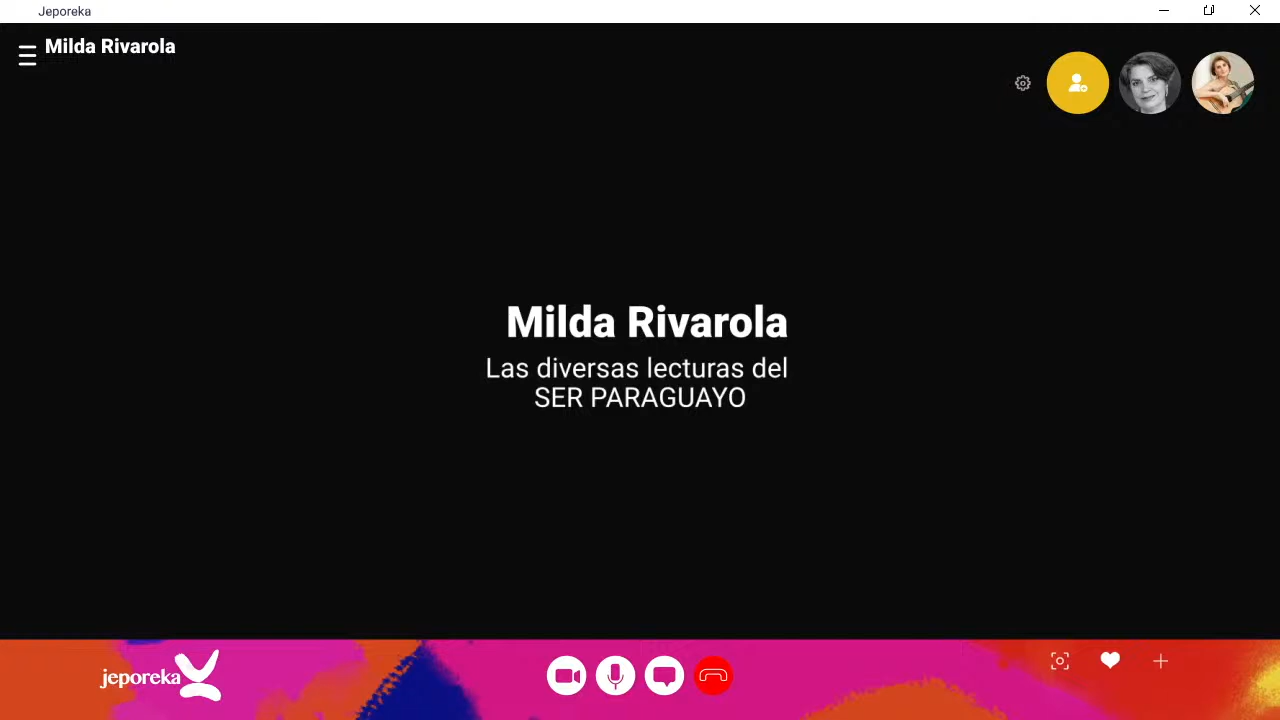 Jeporeka
Milda Rivarola
Milda Rivarola
Las diversas lecturas del
SER PARAGUAYO
jeporeka